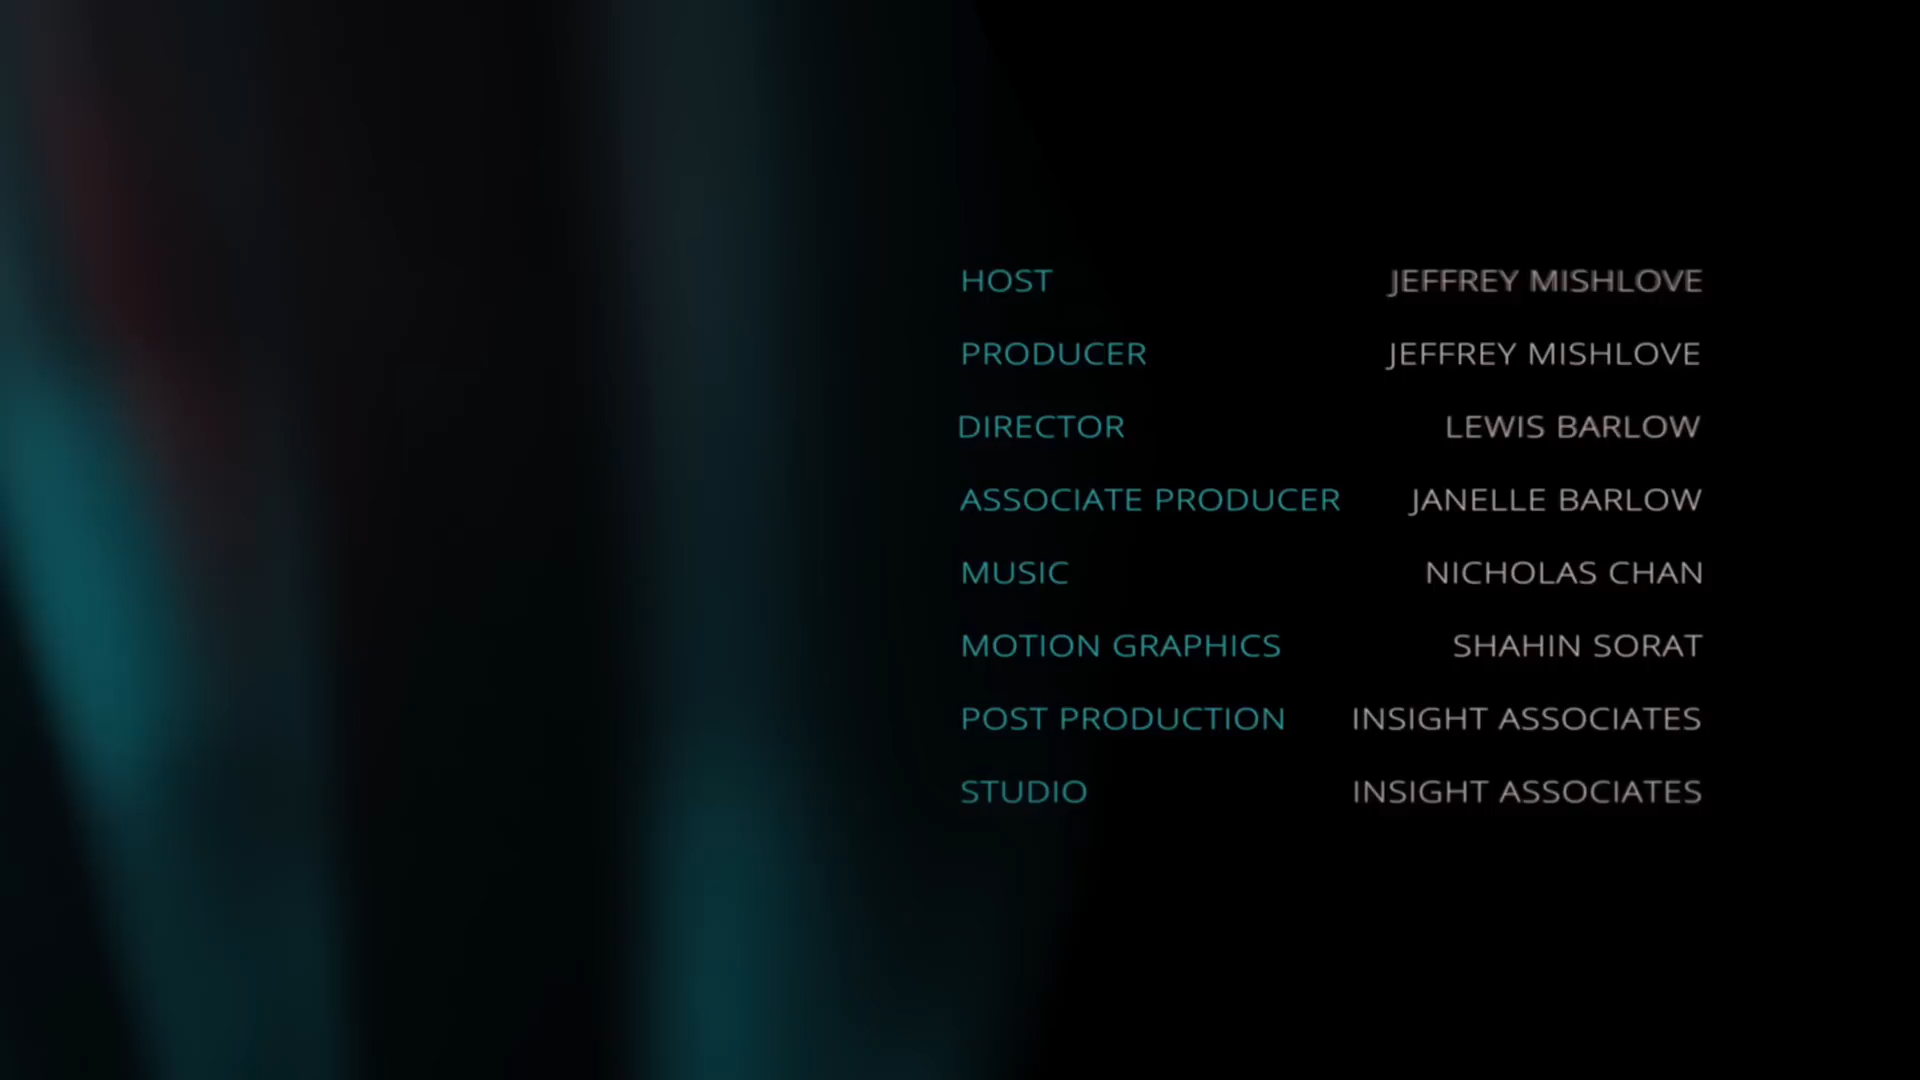 HOST JEFFREY MISHLOVE
PRODUCER JEFFREY MISHLOVE
DIRECTOR LEWIS BARLOW
ASSOCIATE PRODUCER JANELLE BARLOW
MUSIC NICHOLAS CHAN
MOTION GRAPHICS SHAHIN SORAT
POST PRODUCTION INSIGHT ASSOCIATES
STUDIO INSIGHT ASSOCIATES